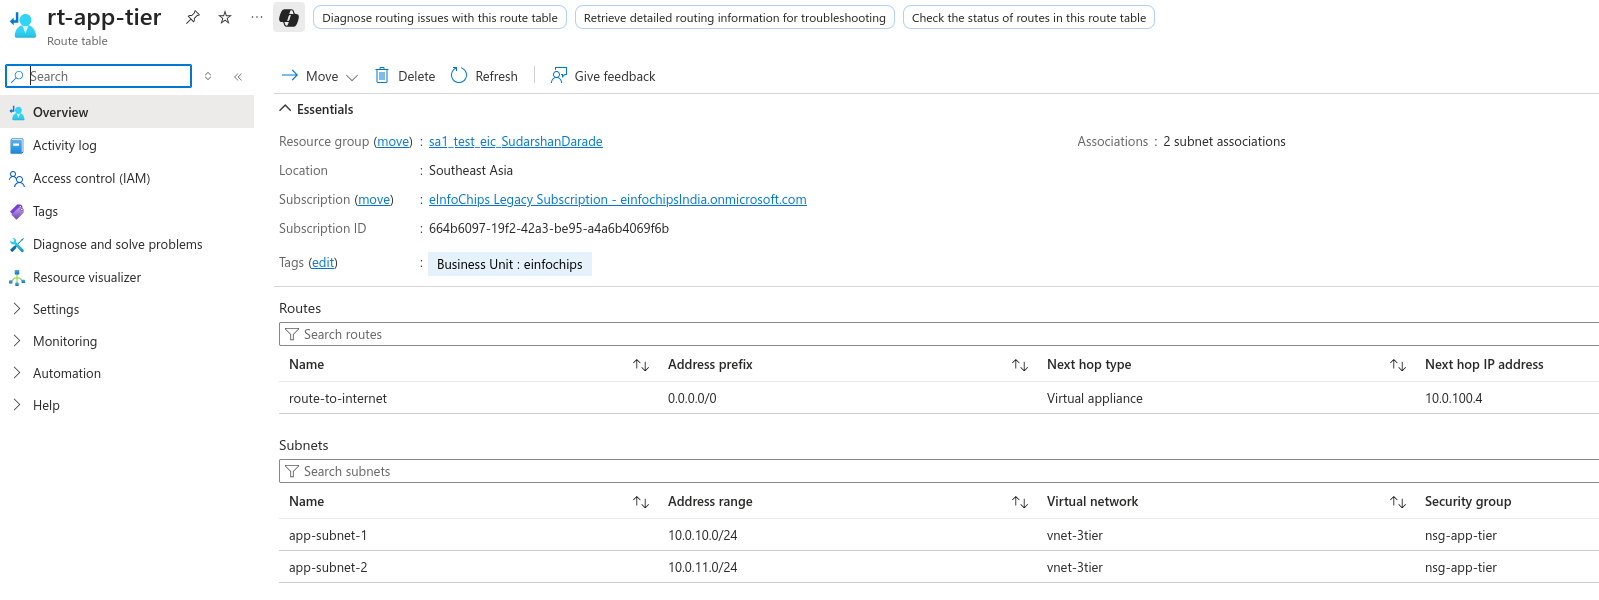 rt-app-tier
Route table
Diagnose routing issues with this route table
Retrieve detailed routing information for troubleshooting
Check the status of routes in this route table
Search
Move
Delete
Refresh
Give feedback
Overview
Activity log
Access control (IAM)
Tags
Diagnose and solve problems
Resource visualizer
Settings
Monitoring
Automation
Help
Essentials
Resource group (move) : sa1_test_eic_SudarshanDarade
Associations : 2 subnet associations
Location : Southeast Asia
Subscription (move) : eInfoChips Legacy Subscription - einfochipsIndia.onmicrosoft.com
Subscription ID : 664b6097-19f2-42a3-be95-a4a6b4069f6b
Tags (edit) : Business Unit : einfochips
Routes
Search routes
Name Address prefix Next hop type Next hop IP address
route-to-internet 0.0.0.0/0 Virtual appliance 10.0.100.4
Subnets
Search subnets
Name Address range Virtual network Security group
app-subnet-1 10.0.10.0/24 vnet-3tier nsg-app-tier
app-subnet-2 10.0.11.0/24 vnet-3tier nsg-app-tier